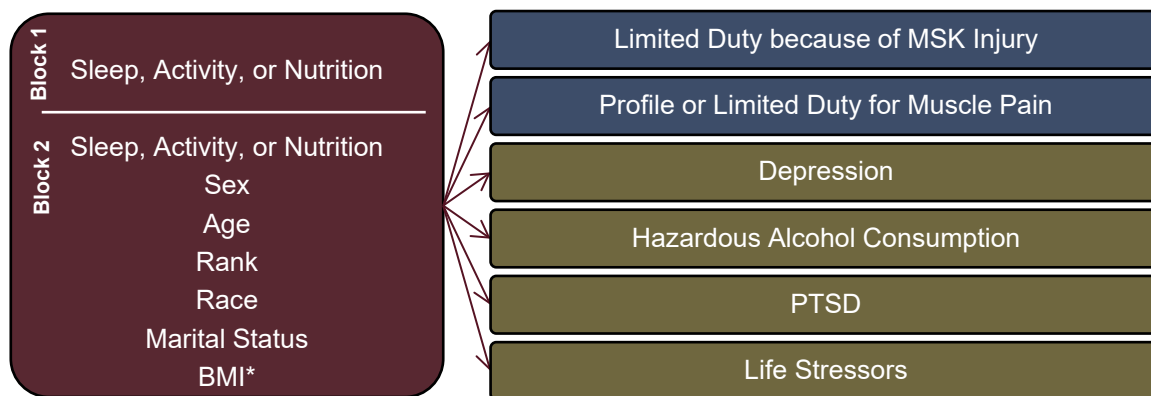 Block 1
Sleep, Activity, or Nutrition
Block 2
Sleep, Activity, or Nutrition
Sex
Age
Rank
Race
Marital Status
BMI*
Limited Duty because of MSK Injury
Profile or Limited Duty for Muscle Pain
Depression
Hazardous Alcohol Consumption
PTSD
Life Stressors